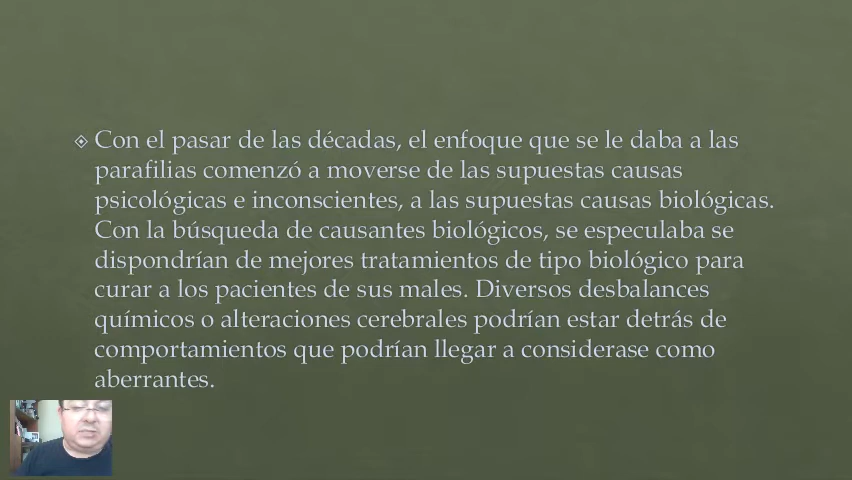 Con el pasar de las décadas, el enfoque que se le daba a las
parafilias comenzó a moverse de las supuestas causas
psicológicas e inconscientes, a las supuestas causas biológicas.
Con la búsqueda de causantes biológicos, se especulaba se
dispondrían de mejores tratamientos de tipo biológico para
curar a los pacientes de sus males. Diversos desbalances
químicos o alteraciones cerebrales podrían estar detrás de
comportamientos que podrían llegar a considerase como
aberrantes.